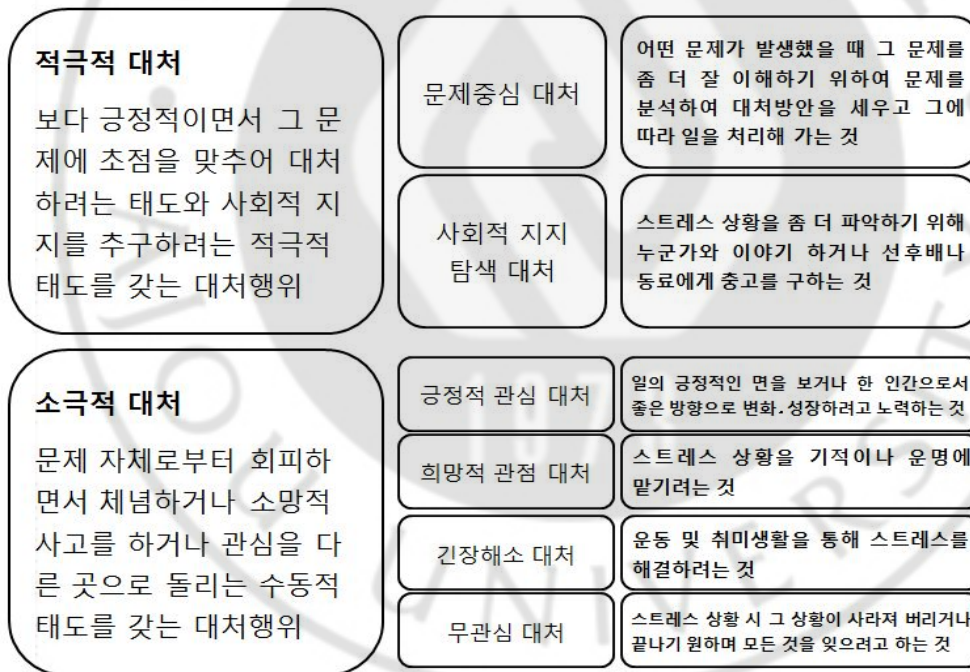 적극적 대처
보다 긍정적이면서 그 문
제에 초점을 맞추어 대처
하려는 태도와 사회적 지
지를 추구하려는 적극적
태도를 갖는 대처행위
문제중심 대처
어떤 문제가 발생했을 때 그 문제를
좀 더 잘 이해하기 위하여 문제를
분석하여 대처방안을 세우고 그에
따라 일을 처리해 가는 것
사회적 지지
탐색 대처
스트레스 상황을 좀 더 파악하기 위해
누군가와 이야기 하거나 선후배나
동료에게 충고를 구하는 것
소극적 대처
문제 자체로부터 회피하
면서 체념하거나 소망적
사고를 하거나 관심을 다
른 곳으로 돌리는 수동적
태도를 갖는 대처행위
긍정적 관심 대처
일의 긍정적인 면을 보거나 한 인간으로서
좋은 방향으로 변화.성장하려고 노력하는 것
희망적 관점 대처
스트레스 상황을 기적이나 운명에
맡기려는 것
긴장해소 대처
운동 및 취미생활을 통해 스트레스를
해결하려는 것
무관심 대처
스트레스 상황 시 그 상황이 사라져 버리거나
끝나기 원하며 모든 것을 잊으려고 하는 것
AJOU UNIVERSITY
1973